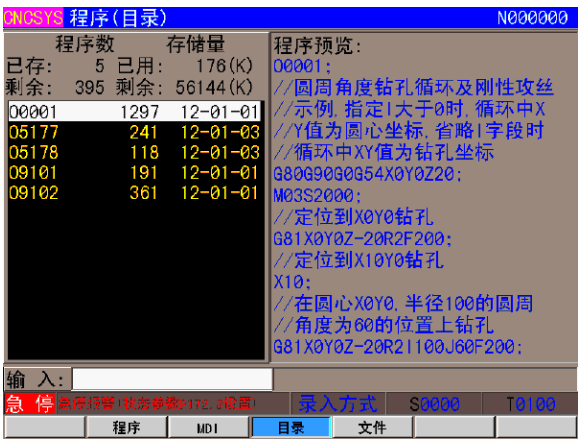 CNCSYS 程序(目录) N000000
程序数 存储量
已存: 5 已用: 176(K)
剩余: 395 剩余: 56144(K)
O0001 1297 12-01-01
O5177 241 12-01-03
O5178 118 12-01-03
O9101 191 12-01-01
O9102 361 12-01-01
程序预览:
O0001;
//圆周角度钻孔循环及刚性攻丝
//示例,指定I大于0时,循环中X
//Y值为圆心坐标,省略I字段时
//循环中XY值为钻孔坐标
G80G90G0G54X0Y0Z20;
M03S2000;
//定位到X0Y0钻孔
G81X0Y0Z-20R2F200;
//定位到X10Y0钻孔
X10;
//在圆心X0Y0,半径100的圆周
//角度为60的位置上钻孔
G81X0Y0Z-20R2I100J60F200;
输 入:
急 停 录入方式 S0000 T0100
程序 MDI 目录 文件